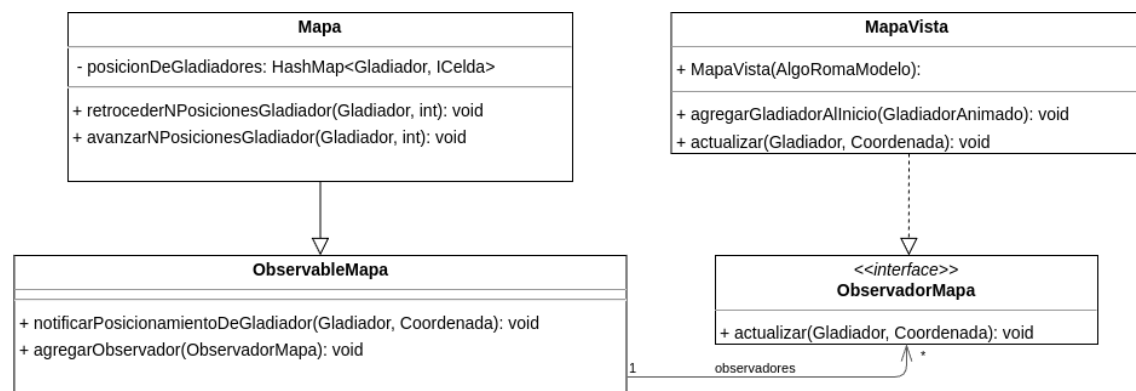 Mapa
- posicionDeGladiadores: HashMap<Gladiador, ICelda>
+ retrocederNPosicionesGladiador(Gladiador, int): void
+ avanzarNPosicionesGladiador(Gladiador, int): void
MapaVista
+ MapaVista(AlgoRomaModelo):
+ agregarGladiadorAlInicio(GladiadorAnimado): void
+ actualizar(Gladiador, Coordenada): void
ObservableMapa
+ notificarPosicionamientoDeGladiador(Gladiador, Coordenada): void
+ agregarObservador(ObservadorMapa): void
<<interface>>
ObservadorMapa
+ actualizar(Gladiador, Coordenada): void
1
observadores
*